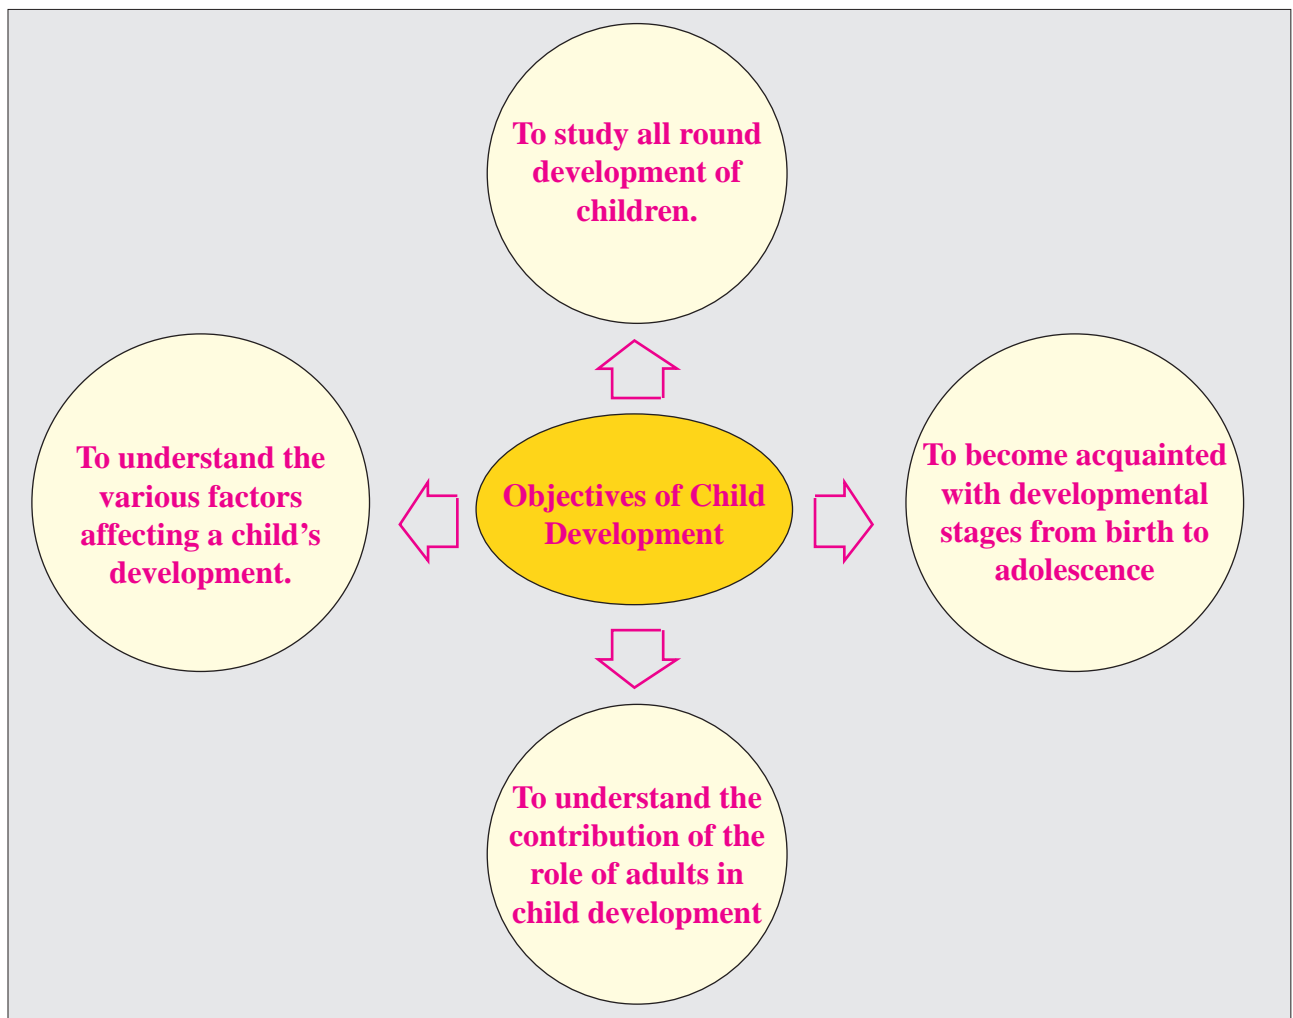 To study all round
development of
children.
To understand the
various factors
affecting a child’s
development.
Objectives of Child
Development
To become acquainted
with developmental
stages from birth to
adolescence
To understand the
contribution of the
role of adults in
child development